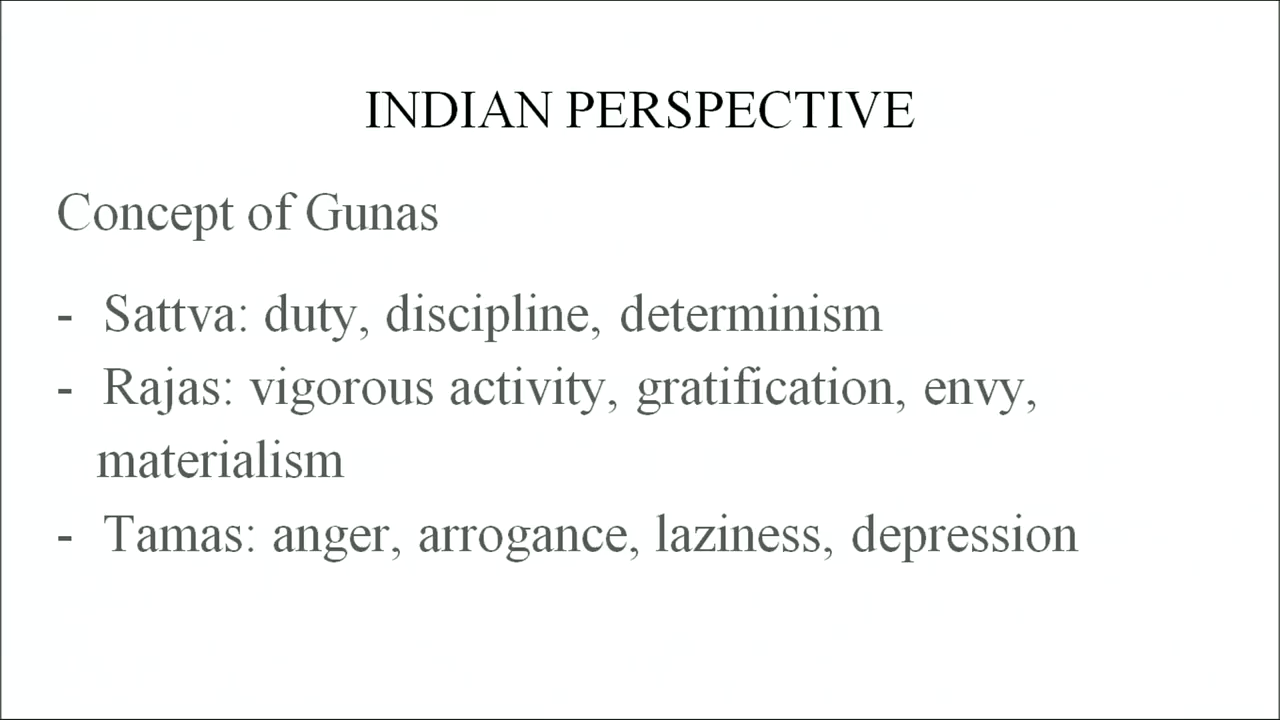 INDIAN PERSPECTIVE
Concept of Gunas
- Sattva: duty, discipline, determinism
- Rajas: vigorous activity, gratification, envy,
materialism
- Tamas: anger, arrogance, laziness, depression